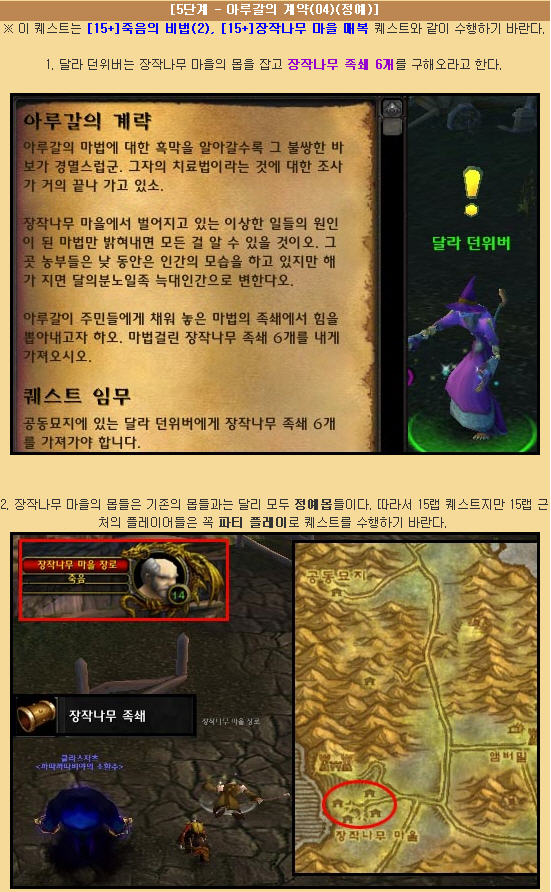 [5단계 - 아루갈의 계약(04)(정예)]
※ 이 퀘스트는 [15+]죽음의 비법(2), [15+]장작나무 마을 매복 퀘스트와 같이 수행하기 바란다.
1. 달라 던위버는 장작나무 마을의 몹을 잡고 장작나무 족쇄 6개를 구해오라고 한다.
아루갈의 계략
아루갈의 마법에 대한 흑막을 알아갈수록 그 불쌍한 바
보가 경멸스럽군. 그자의 치료법이라는 것에 대한 조사
가 거의 끝나 가고 있소.
장작나무 마을에서 벌어지고 있는 이상한 일들의 원인
이 된 마법만 밝혀내면 모든 걸 알 수 있을 것이오. 그
곳 농부들은 낮 동안은 인간의 모습을 하고 있지만 해
가 지면 달의분노일족 늑대인간으로 변한다오.
아루갈이 주민들에게 채워 놓은 마법의 족쇄에서 힘을
뽑아내고자 하오. 마법걸린 장작나무 족쇄 6개를 내게
가져오시오.
퀘스트 임무
공동묘지에 있는 달라 던위버에게 장작나무 족쇄 6개
를 가져가야 합니다.
달라 던위버
2. 장작나무 마을의 몹들은 기존의 몹들과는 달리 모두 정예몹들이다. 따라서 15랩 퀘스트지만 15랩 근
처의 플레이어들은 꼭 파티 플레이로 퀘스트를 수행하기 바란다.
장작나무 마을 장로
죽음
14
장작나무 족쇄
장작나무 마을 장로
공동묘지
앰버밀
장작나무 마을